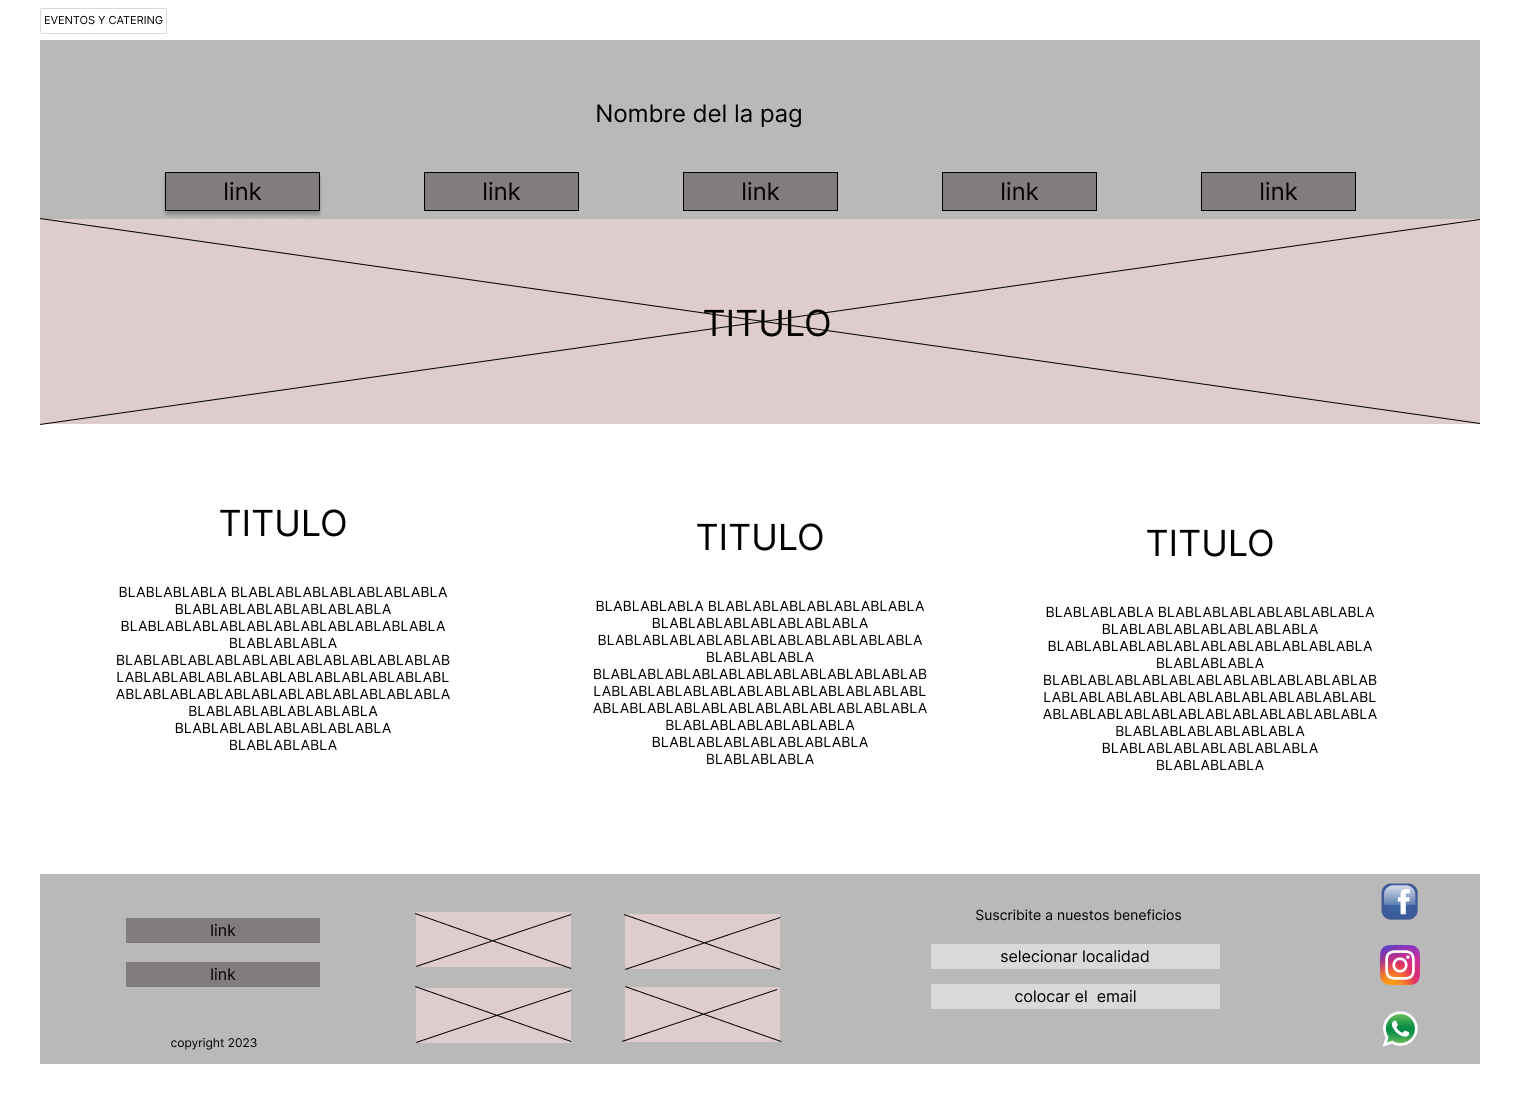 EVENTOS Y CATERING
Nombre del la pag
link
link
link
link
link
TITULO
TITULO
BLABLABLABLA BLABLABLABLABLABLABLABLA
BLABLABLABLABLABLABLABLA
BLABLABLABLABLABLABLABLABLABLABLABLA
BLABLABLABLA
BLABLABLABLABLABLABLABLABLABLABLABLAB
LABLABLABLABLABLABLABLABLABLABLABLABL
ABLABLABLABLABLABLABLABLABLABLABLABLA
BLABLABLABLABLABLABLA
BLABLABLABLABLABLABLABLA
BLABLABLABLA
TITULO
BLABLABLABLA BLABLABLABLABLABLABLABLA
BLABLABLABLABLABLABLABLA
BLABLABLABLABLABLABLABLABLABLABLABLA
BLABLABLABLA
BLABLABLABLABLABLABLABLABLABLABLABLAB
LABLABLABLABLABLABLABLABLABLABLABLABL
ABLABLABLABLABLABLABLABLABLABLABLABLA
BLABLABLABLABLABLABLA
BLABLABLABLABLABLABLABLA
BLABLABLABLA
TITULO
BLABLABLABLA BLABLABLABLABLABLABLABLA
BLABLABLABLABLABLABLABLA
BLABLABLABLABLABLABLABLABLABLABLABLA
BLABLABLABLA
BLABLABLABLABLABLABLABLABLABLABLABLAB
LABLABLABLABLABLABLABLABLABLABLABLABL
ABLABLABLABLABLABLABLABLABLABLABLABLA
BLABLABLABLABLABLABLA
BLABLABLABLABLABLABLABLA
BLABLABLABLA
link
link
copyright 2023
Suscribite a nuestos beneficios
selecionar localidad
colocar el  email